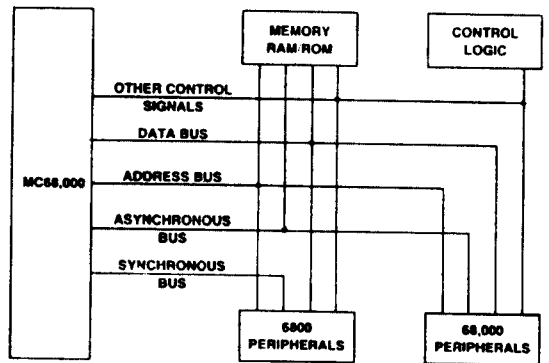 MEMORY
RAM/ROM
CONTROL
LOGIC
OTHER CONTROL
SIGNALS
DATA BUS
MC68,000
ADDRESS BUS
ASYNCHRONOUS
BUS
SYNCHRONOUS
BUS
6800
PERIPHERALS
68,000
PERIPHERALS